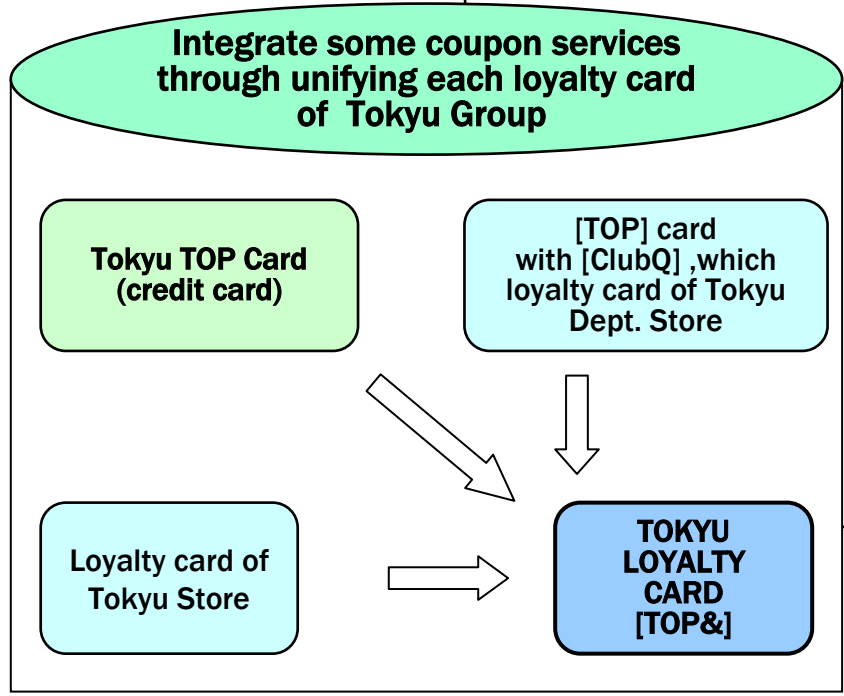 Integrate some coupon services
through unifying each loyalty card
of Tokyu Group
Tokyu TOP Card
(credit card)
[TOP] card
with [ClubQ] ,which
loyalty card of Tokyu
Dept. Store
Loyalty card of
Tokyu Store
TOKYU
LOYALTY
CARD
[TOP&]